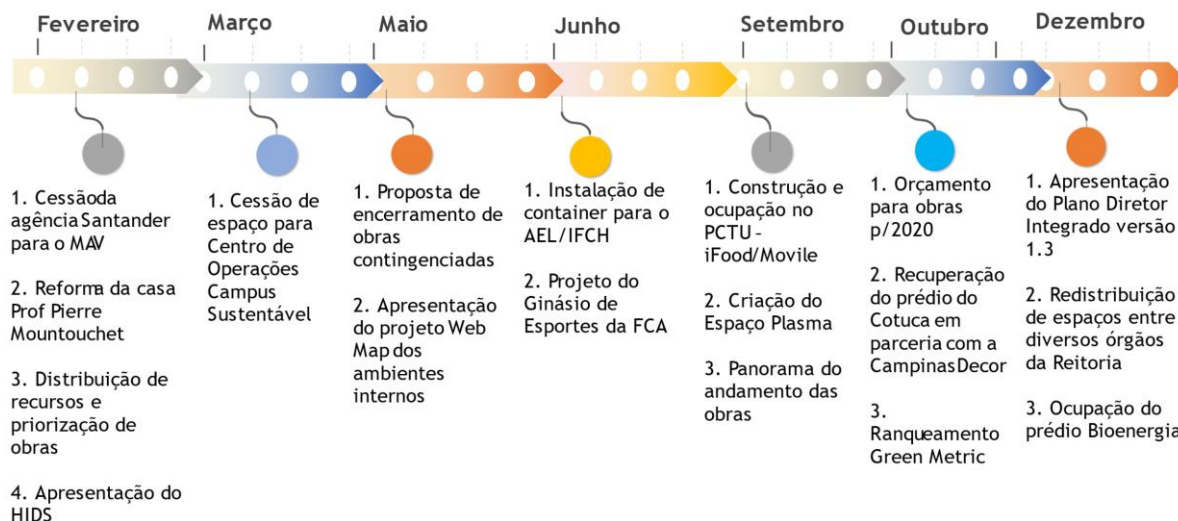 Fevereiro
Março
Maio
Junho
Setembro
Outubro
Dezembro
1. Cessãoda
agência Santander
para o MAV
2. Reforma da casa
Prof Pierre
Mountouchet
3. Distribuição de
recursos e
priorização de
obras
4. Apresentação do
HIDS
1. Cessão de
espaço para
Centro de
Operações
Campus
Sustentável
1. Proposta de
encerramento de
obras
contingenciadas
2. Apresentação
do projeto Web
Map dos
ambientes
internos
1. Instalação de
container para o
AEL/IFCH
2. Projeto do
Ginásio de
Esportes da FCA
1. Construção e
ocupação no
PCTU -
iFood/Movile
2. Criação do
Espaço Plasma
3. Panorama do
andamento das
obras
1. Orçamento
para obras
p/2020
2. Recuperação
do prédio do
Cotuca em
parceria com a
CampinasDecor
3.
Ranqueamento
Green Metric
1. Apresentação
do Plano Diretor
Integrado versão
1.3
2. Redistribuição
de espaços entre
diversos órgãos
da Reitoria
3. Ocupação do
prédio Bioenergia